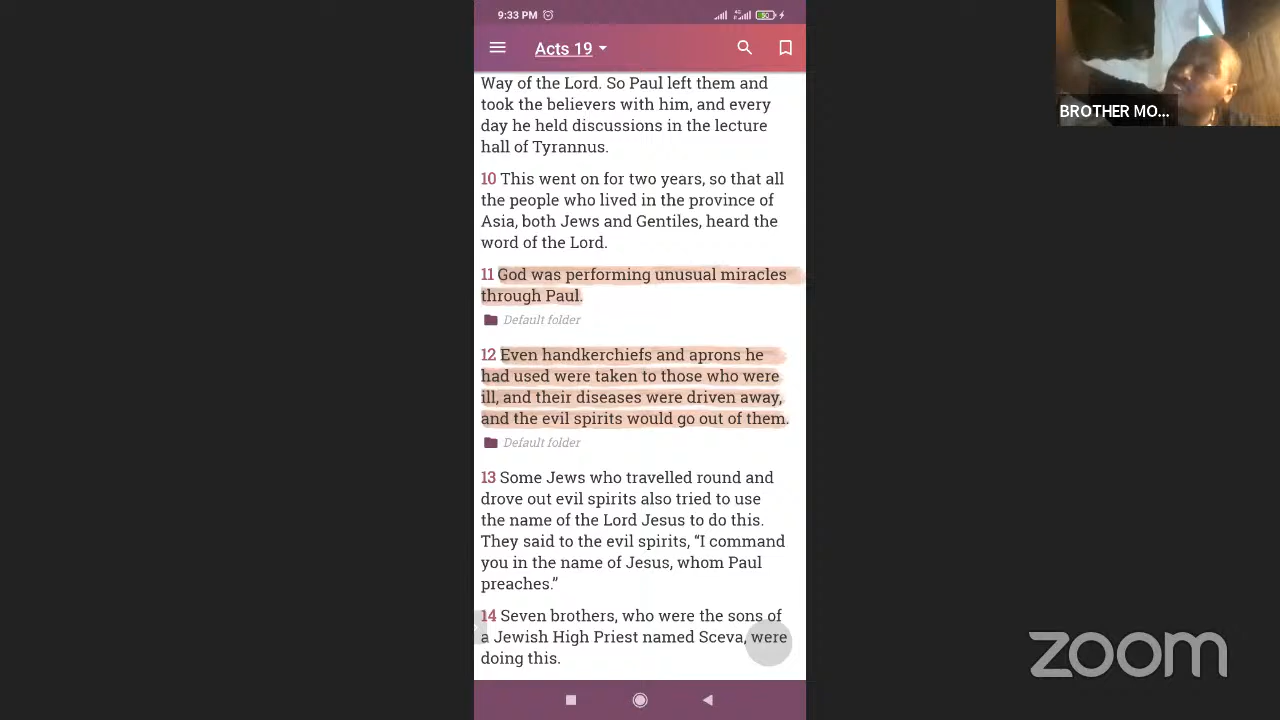 9:33 PM
4G
50
Acts 19
BROTHER MO...
Way of the Lord. So Paul left them and
took the believers with him, and every
day he held discussions in the lecture
hall of Tyrannus.
10 This went on for two years, so that all
the people who lived in the province of
Asia, both Jews and Gentiles, heard the
word of the Lord.
11 God was performing unusual miracles
through Paul.
Default folder
12 Even handkerchiefs and aprons he
had used were taken to those who were
ill, and their diseases were driven away,
and the evil spirits would go out of them.
Default folder
13 Some Jews who travelled round and
drove out evil spirits also tried to use
the name of the Lord Jesus to do this.
They said to the evil spirits, “I command
you in the name of Jesus, whom Paul
preaches.”
14 Seven brothers, who were the sons of
a Jewish High Priest named Sceva, were
doing this.
zoom